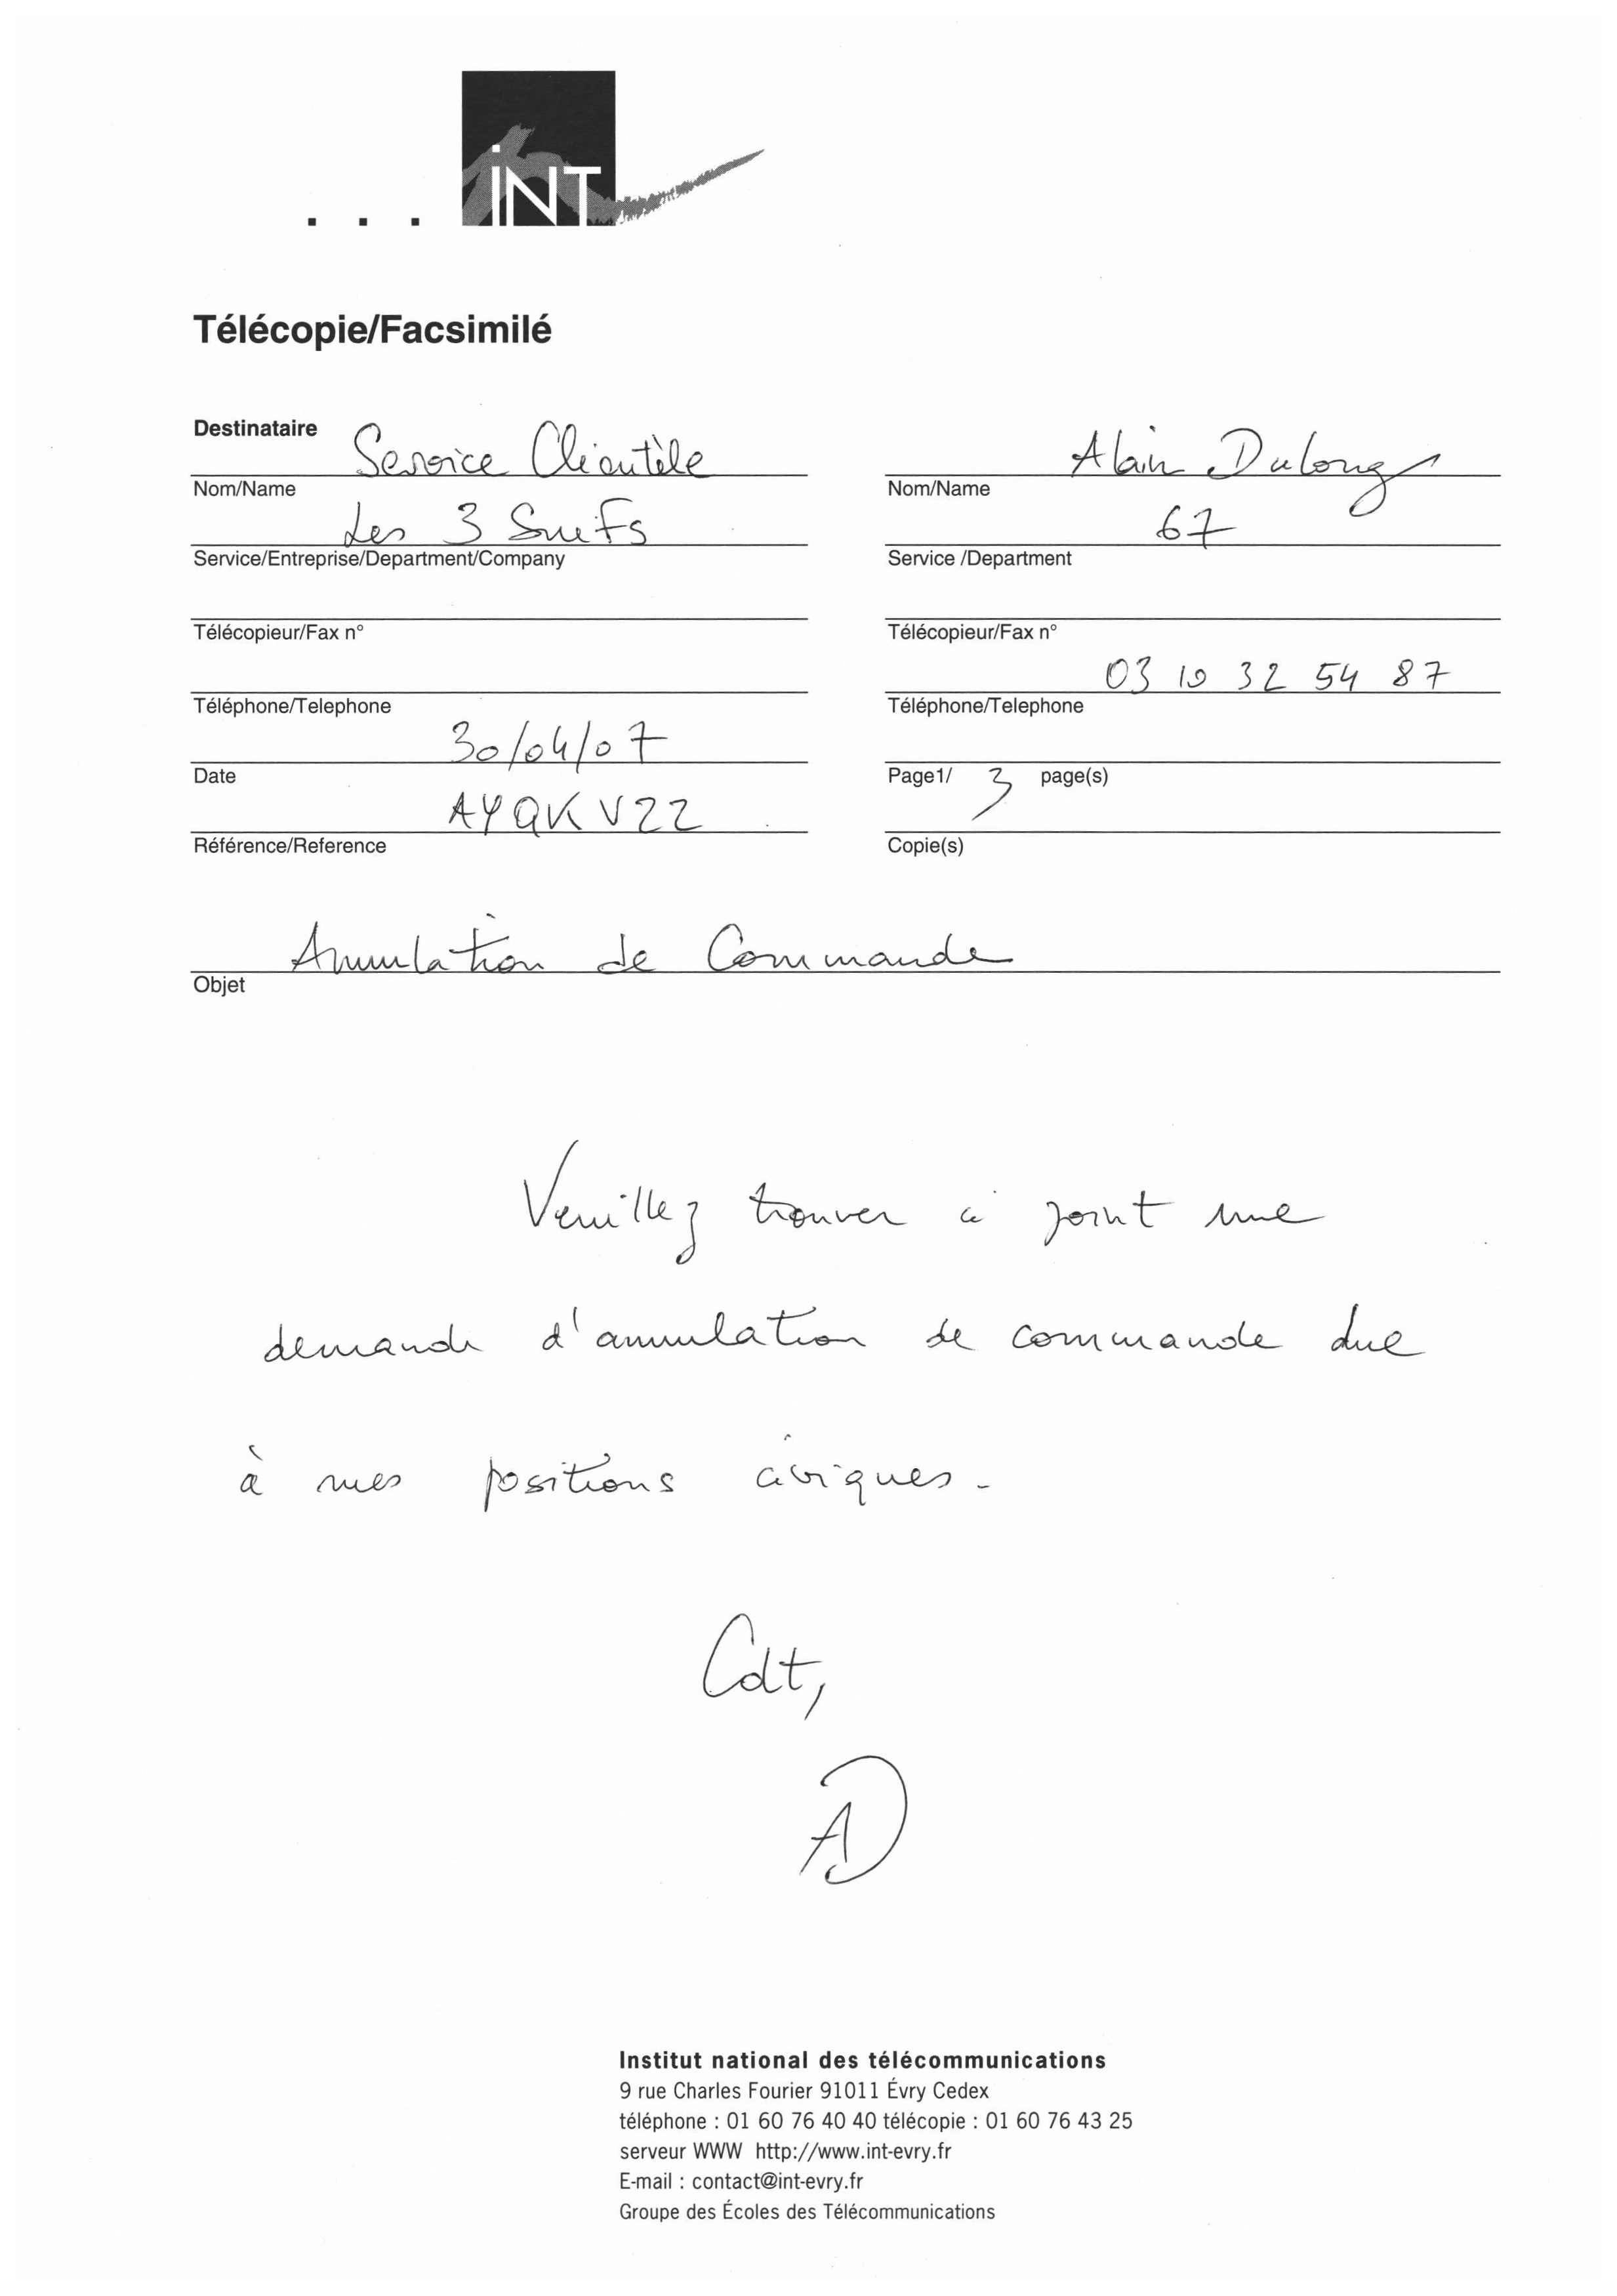 . . . INT
Télécopie/Facsimilé
Destinataire Service Clientèle
Nom/Name
Les 3 Suifs
Service/Entreprise/Department/Company
Télécopieur/Fax n°
Téléphone/Telephone
30/04/07
Date
AYQKV22
Référence/Reference
Alain Dulong
Nom/Name
67
Service /Department
Télécopieur/Fax n°
03 10 32 54 87
Téléphone/Telephone
Page1/ 3 page(s)
Copie(s)
Annulation de Commande
Objet
Veuillez trouver ci joint une
demande d'annulation de commande due
à mes positions civiques.
Cdt,
AD
Institut national des télécommunications
9 rue Charles Fourier 91011 Évry Cedex
téléphone : 01 60 76 40 40 télécopie : 01 60 76 43 25
serveur WWW http://www.int-evry.fr
E-mail : contact@int-evry.fr
Groupe des Écoles des Télécommunications